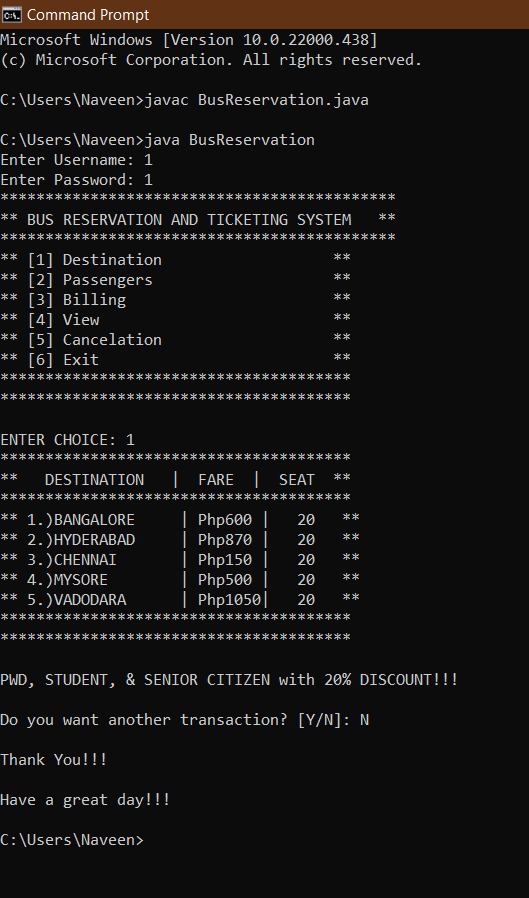 Command Prompt
Microsoft Windows [Version 10.0.22000.438]
(c) Microsoft Corporation. All rights reserved.
C:\Users\Naveen>javac BusReservation.java
C:\Users\Naveen>java BusReservation
Enter Username: 1
Enter Password: 1
********************************************
** BUS RESERVATION AND TICKETING SYSTEM   **
********************************************
** [1] Destination                   **
** [2] Passengers                    **
** [3] Billing                       **
** [4] View                          **
** [5] Cancelation                   **
** [6] Exit                          **
***************************************
***************************************
ENTER CHOICE: 1
***************************************
**   DESTINATION   |  FARE  |  SEAT  **
***************************************
** 1.)BANGALORE     | Php600 |   20   **
** 2.)HYDERABAD     | Php870 |   20   **
** 3.)CHENNAI       | Php150 |   20   **
** 4.)MYSORE        | Php500 |   20   **
** 5.)VADODARA      | Php1050|   20   **
***************************************
***************************************
PWD, STUDENT, & SENIOR CITIZEN with 20% DISCOUNT!!!
Do you want another transaction? [Y/N]: N
Thank You!!!
Have a great day!!!
C:\Users\Naveen>